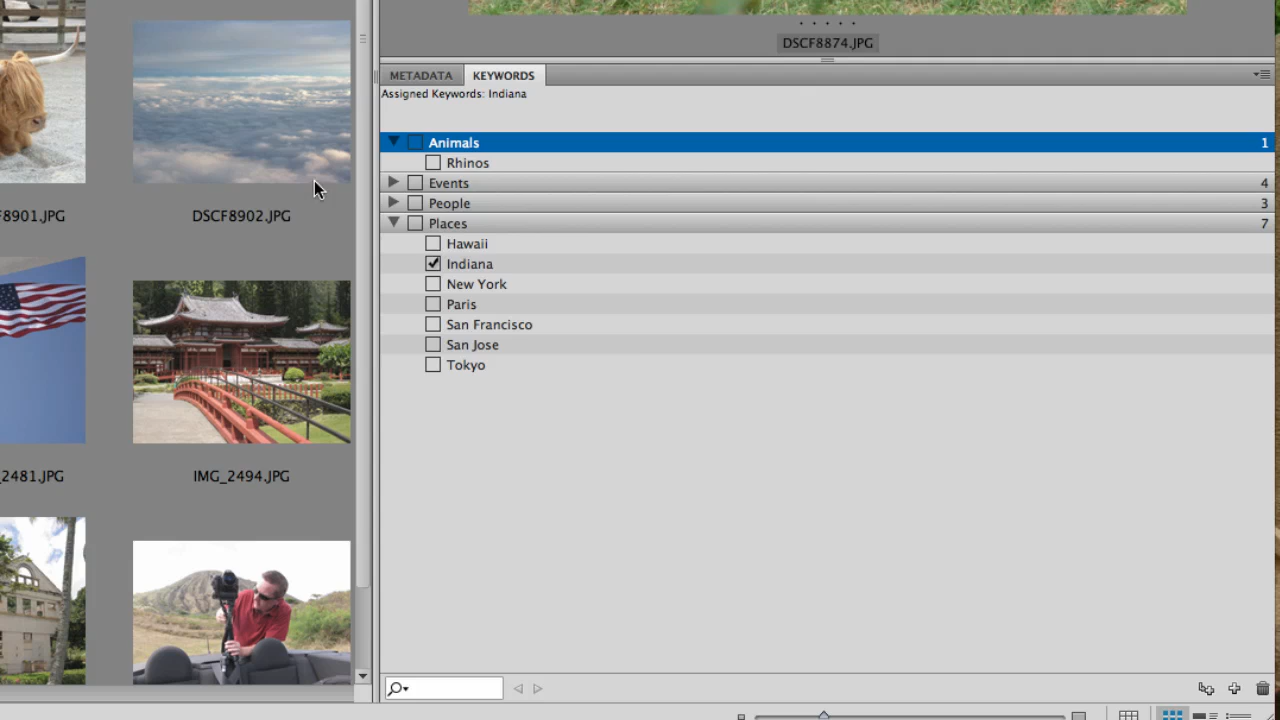 DSCF8874.JPG
METADATA KEYWORDS
Assigned Keywords: Indiana
Animals 1
Rhinos
Events 4
People 3
Places 7
Hawaii
Indiana
New York
Paris
San Francisco
San Jose
Tokyo
F8901.JPG DSCF8902.JPG
_2481.JPG IMG_2494.JPG